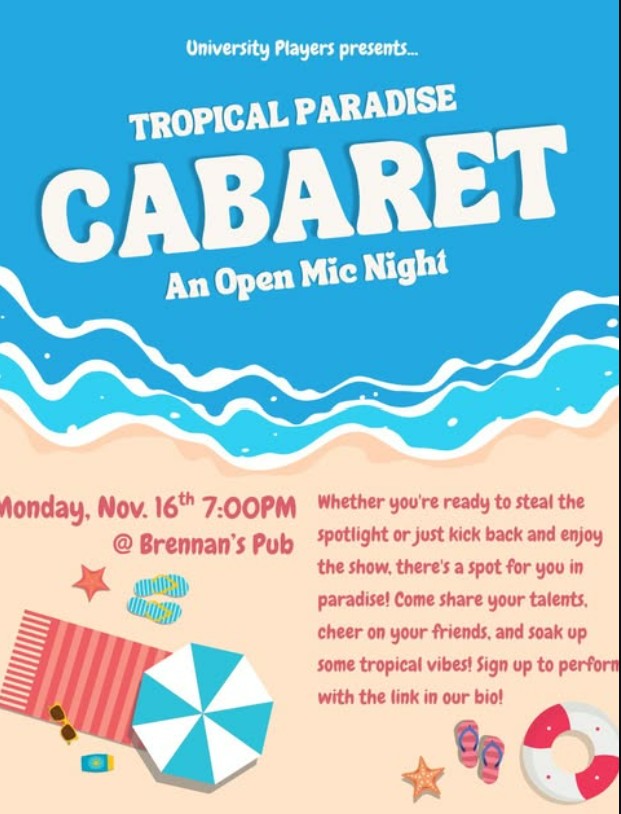 University Players presents...
TROPICAL PARADISE
CABARET
An Open Mic Night
Monday, Nov. 16th 7:00PM
@ Brennan's Pub
Whether you're ready to steal the
spotlight or just kick back and enjoy
the show, there's a spot for you in
paradise! Come share your talents,
cheer on your friends, and soak up
some tropical vibes! Sign up to perform
with the link in our bio!